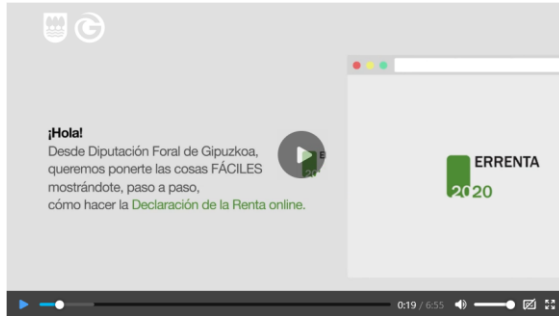 ¡Hola!
Desde Diputación Foral de Gipuzkoa,
queremos ponerte las cosas FÁCILES
mostrándote, paso a paso,
cómo hacer la Declaración de la Renta online.
E
20
ERRENTA
2020
0:19 / 6:55